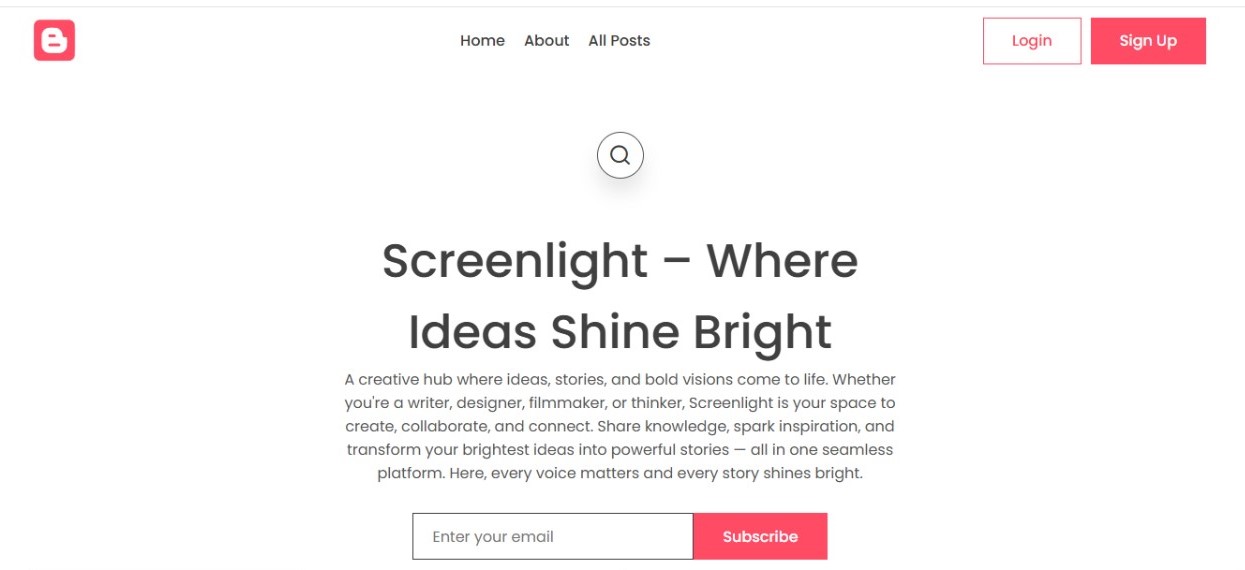 Home About All Posts Login Sign Up
Screenlight – Where
Ideas Shine Bright
A creative hub where ideas, stories, and bold visions come to life. Whether
you're a writer, designer, filmmaker, or thinker, Screenlight is your space to
create, collaborate, and connect. Share knowledge, spark inspiration, and
transform your brightest ideas into powerful stories — all in one seamless
platform. Here, every voice matters and every story shines bright.
Enter your email Subscribe